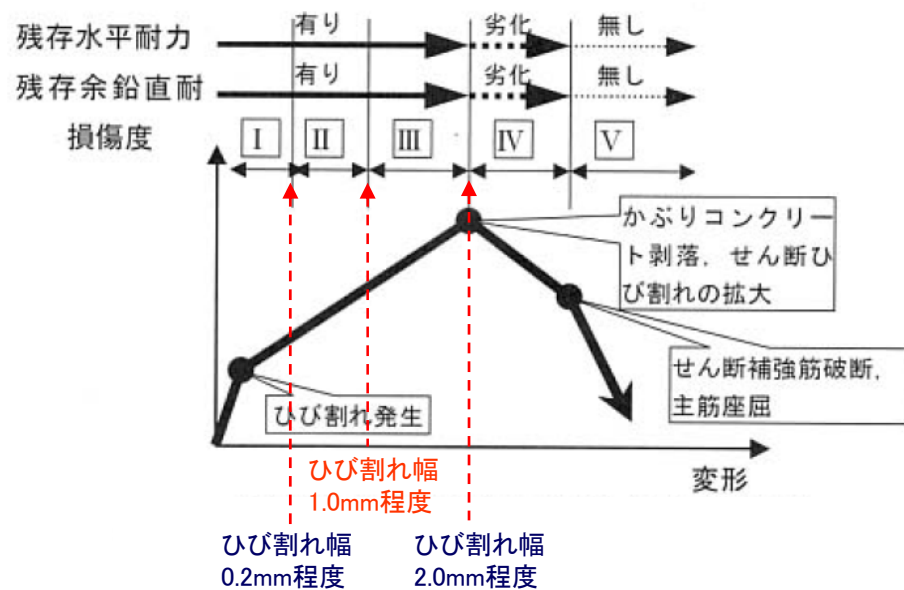 残存水平耐力 有り 劣化 無し
残存余鉛直耐 有り 劣化 無し
損傷度 Ⅰ Ⅱ Ⅲ Ⅳ Ⅴ
かぶりコンクリー
ト剥落，せん断ひ
び割れの拡大
せん断補強筋破断，
主筋座屈
ひび割れ発生
変形
ひび割れ幅
1.0mm程度
ひび割れ幅
0.2mm程度
ひび割れ幅
2.0mm程度